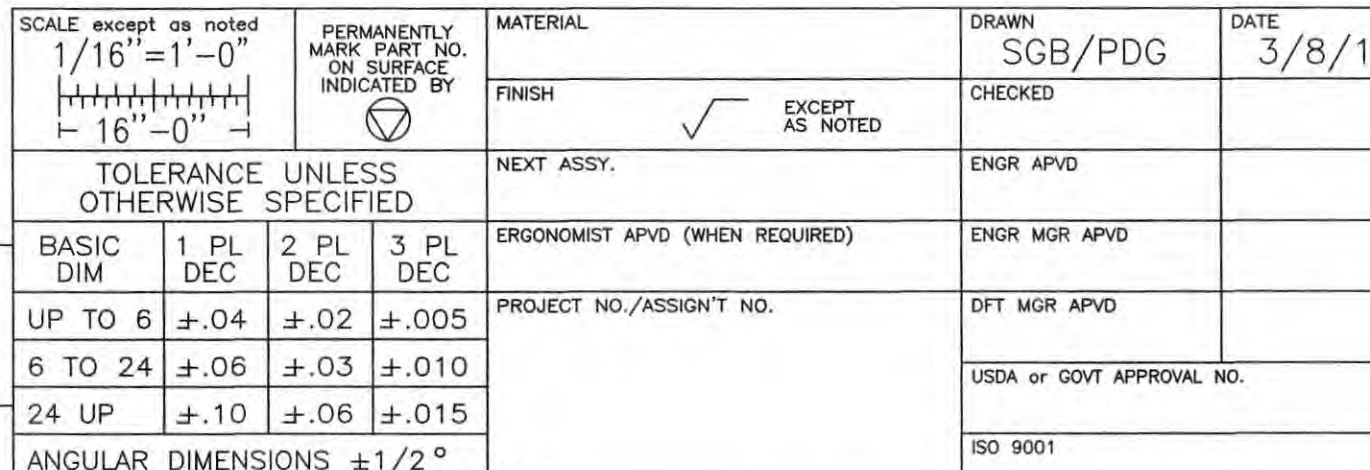 SCALE except as noted
1/16''=1'-0"
16''-0"
PERMANENTLY
MARK PART NO.
ON SURFACE
INDICATED BY
MATERIAL
DRAWN
SGB/PDG
DATE
3/8/1
FINISH
EXCEPT
AS NOTED
CHECKED
TOLERANCE UNLESS
OTHERWISE SPECIFIED
NEXT ASSY.
ENGR APVD
BASIC
DIM
1 PL
DEC
2 PL
DEC
3 PL
DEC
ERGONOMIST APVD (WHEN REQUIRED)
ENGR MGR APVD
UP TO 6 ±.04 ±.02 ±.005
PROJECT NO./ASSIGN'T NO.
DFT MGR APVD
6 TO 24 ±.06 ±.03 ±.010
USDA or GOVT APPROVAL NO.
24 UP ±.10 ±.06 ±.015
ANGULAR DIMENSIONS ±1/2°
ISO 9001